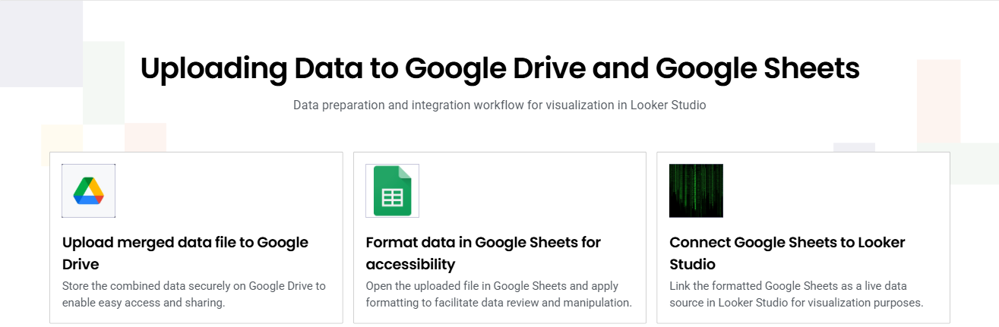 Uploading Data to Google Drive and Google Sheets
Data preparation and integration workflow for visualization in Looker Studio
Upload merged data file to Google
Drive
Store the combined data securely on Google Drive to
enable easy access and sharing.
Format data in Google Sheets for
accessibility
Open the uploaded file in Google Sheets and apply
formatting to facilitate data review and manipulation.
Connect Google Sheets to Looker
Studio
Link the formatted Google Sheets as a live data
source in Looker Studio for visualization purposes.